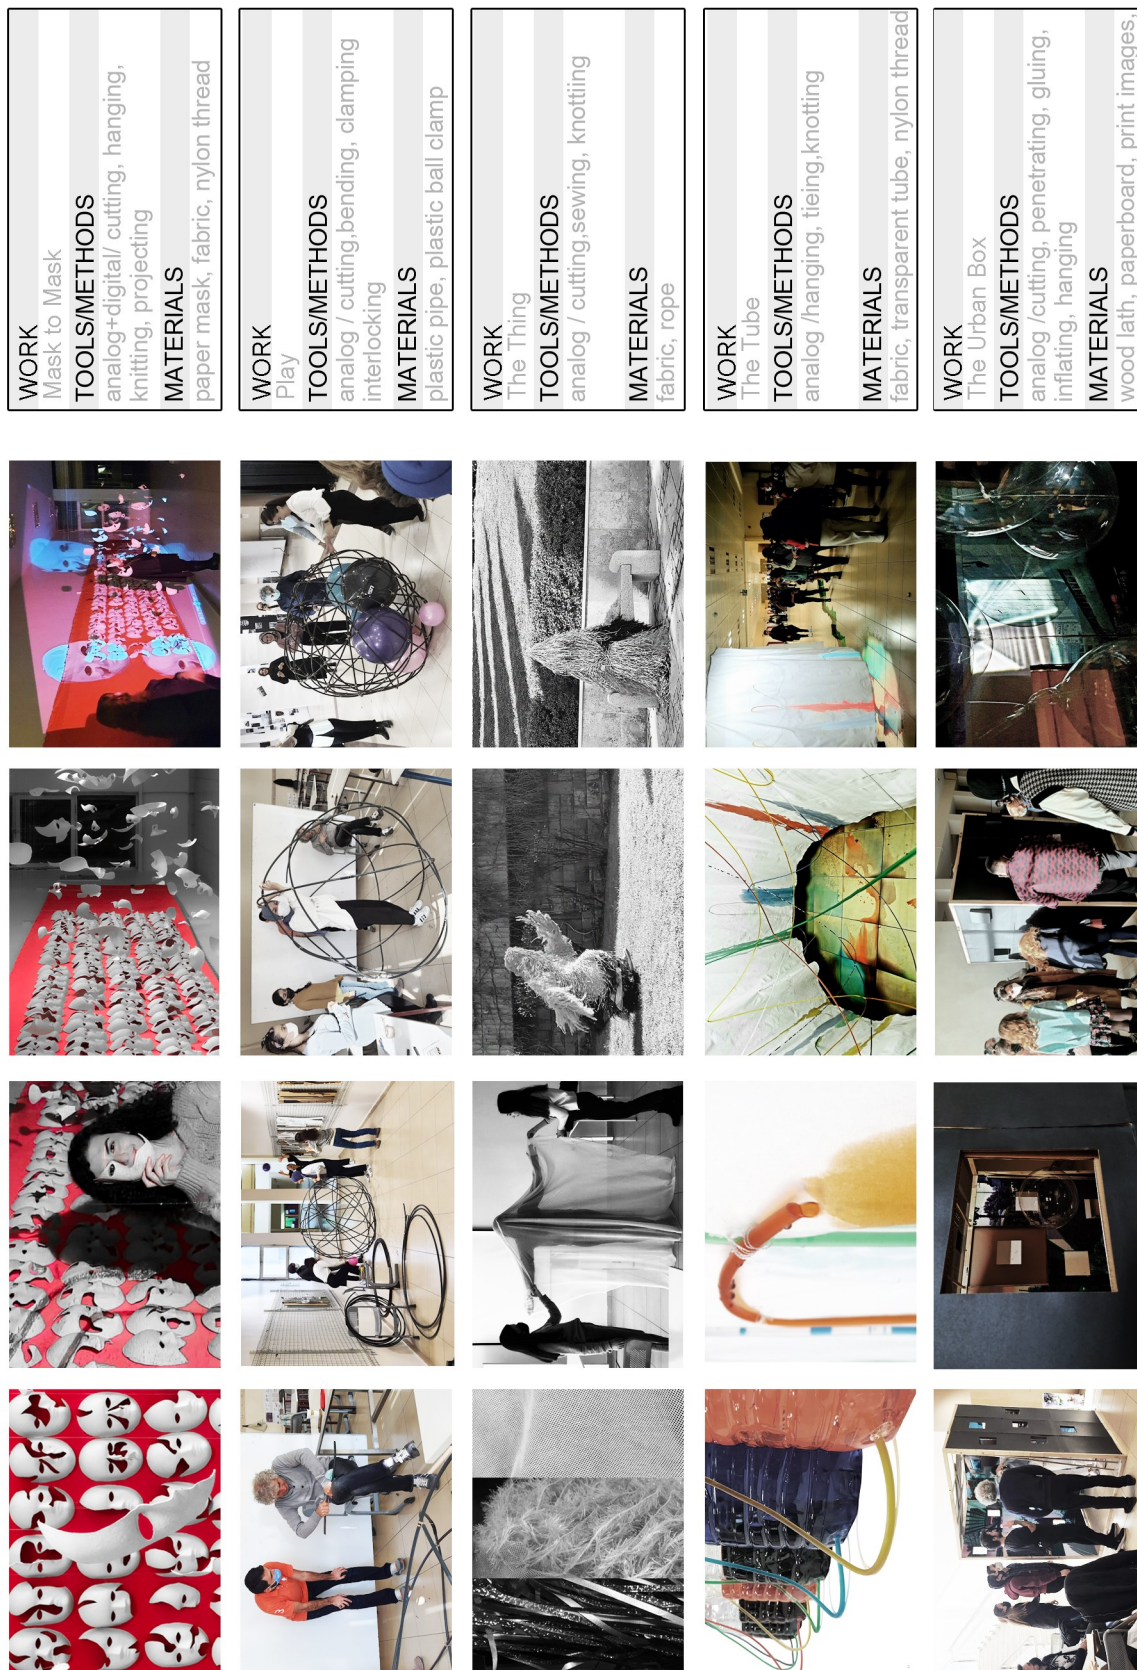 WORK
Mask to Mask
TOOLS/METHODS
analog+digital/ cutting, hanging,
knitting, projecting
MATERIALS
paper mask, fabric, nylon thread
WORK
Play
TOOLS/METHODS
analog / cutting,bending, clamping
interlocking
MATERIALS
plastic pipe, plastic ball clamp
WORK
The Thing
TOOLS/METHODS
analog / cutting,sewing, knottiing
MATERIALS
fabric, rope
WORK
The Tube
TOOLS/METHODS
analog /hanging, tieing,knotting
MATERIALS
fabric, transparent tube, nylon thread
WORK
The Urban Box
TOOLS/METHODS
analog /cutting, penetrating, gluing,
inflating, hanging
MATERIALS
wood lath, paperboard, print images,